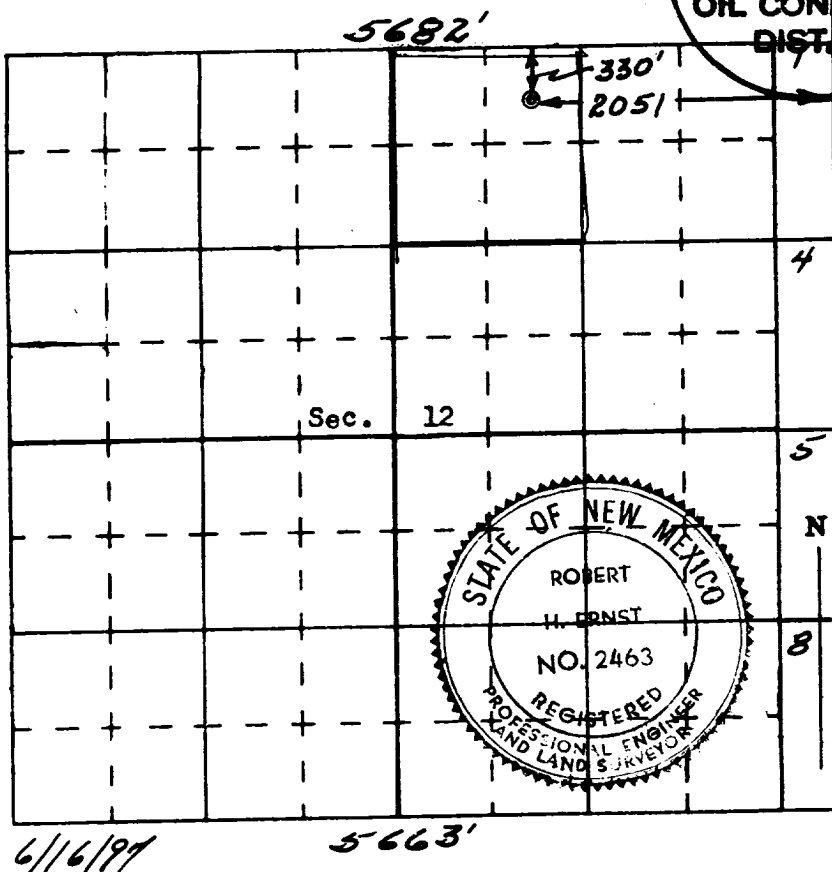 OIL CON
DIST.
5682'
330'
2051
4
Sec. 12
5
N
STATE OF NEW MEXICO
ROBERT
H. ERNST
NO. 2463
REGISTERED
PROFESSIONAL ENGINEER
AND LAND SURVEYOR
8
6/16/97
5663'